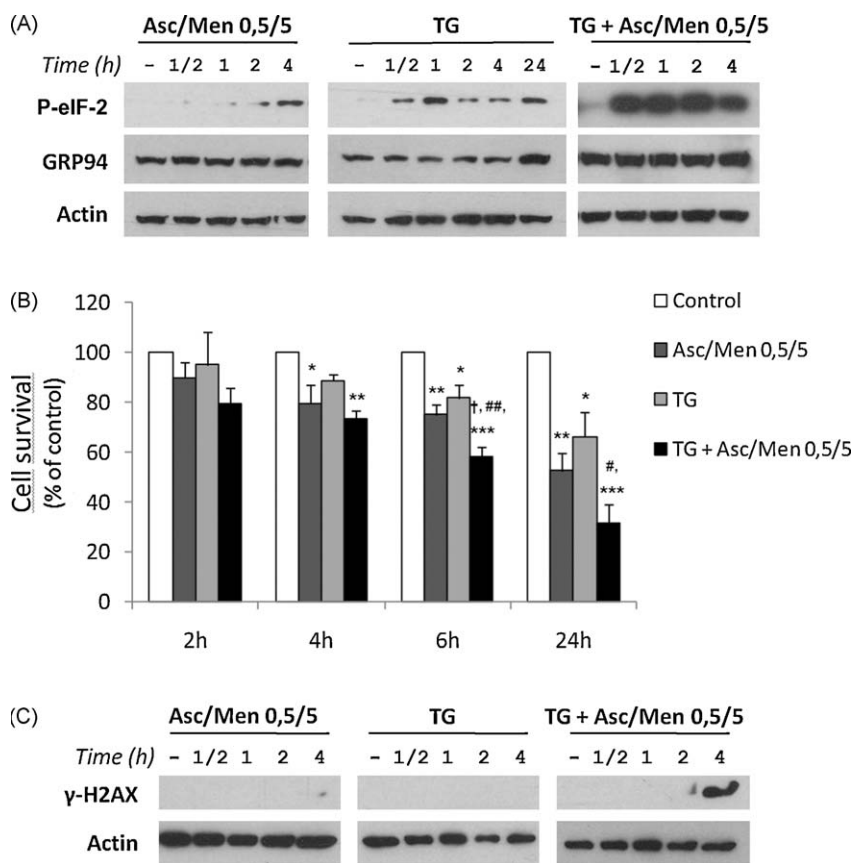 (A) Asc/Men 0,5/5 TG TG + Asc/Men 0,5/5
Time (h) - 1/2 1 2 4 - 1/2 1 2 4 24 - 1/2 1 2 4
P-eIF-2
GRP94
Actin
(B)
Cell survival
(% of control)
120
100
80
60
40
20
0
* ** ** * †, ##, *** ** * #, ***
2h 4h 6h 24h
Control
Asc/Men 0,5/5
TG
TG + Asc/Men 0,5/5
(C) Asc/Men 0,5/5 TG TG + Asc/Men 0,5/5
Time (h) - 1/2 1 2 4 - 1/2 1 2 4 - 1/2 1 2 4
γ-H2AX
Actin